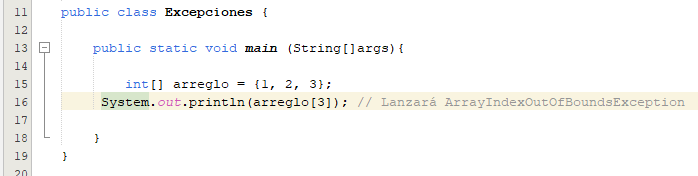 11 public class Excepciones {
12
13 public static void main (String[]args){
14
15 int[] arreglo = {1, 2, 3};
16 System.out.println(arreglo[3]); // Lanzará ArrayIndexOutOfBoundsException
17
18 }
19 }
20